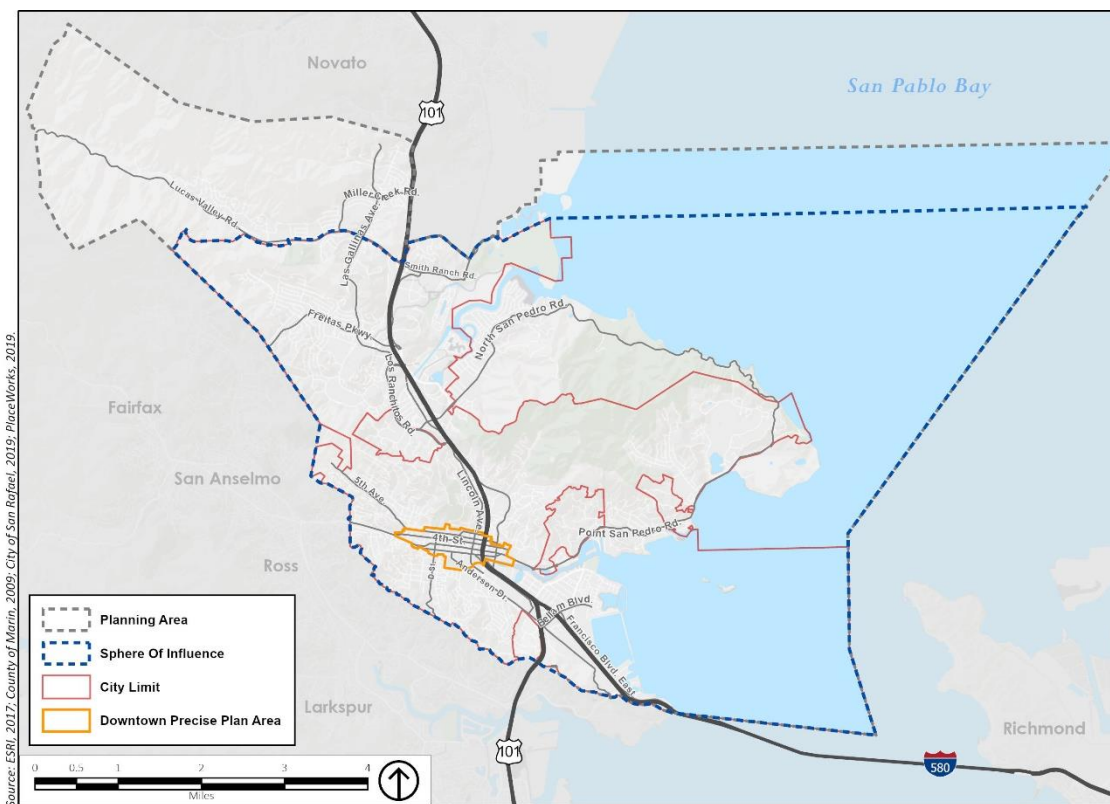 Novato
San Pablo Bay
101
Lucas Valley Rd.
Miller Creek Rd.
Las Gallinas Ave.
Smith Ranch Rd.
North San Pedro Rd.
Freitas Pkwy
Los Ranchitos Rd.
Fairfax
San Anselmo
5th Ave.
Lincoln Ave.
Point San Pedro Rd.
4th St.
Ross
D St.
Andersen Dr.
Bellam Blvd.
Francisco Blvd. East
Larkspur
Richmond
101
580
Planning Area
Sphere Of Influence
City Limit
Downtown Precise Plan Area
0 0.5 1 2 3 4
Miles
Source: ESRI, 2017; County of Marin, 2009; City of San Rafael, 2019; PlaceWorks, 2019.